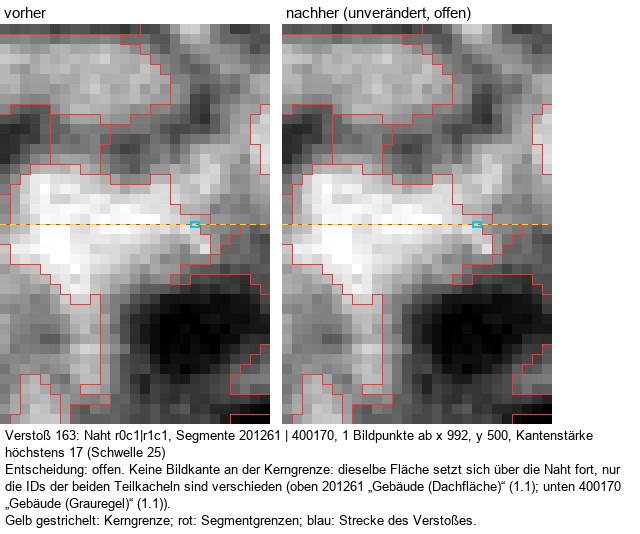 vorher
nachher (unverändert, offen)
Verstoß 163: Naht r0c1|r1c1, Segmente 201261 | 400170, 1 Bildpunkte ab x 992, y 500, Kantenstärke
höchstens 17 (Schwelle 25)
Entscheidung: offen. Keine Bildkante an der Kerngrenze: dieselbe Fläche setzt sich über die Naht fort, nur
die IDs der beiden Teilkacheln sind verschieden (oben 201261 „Gebäude (Dachfläche)“ (1.1); unten 400170
„Gebäude (Grauregel)“ (1.1)).
Gelb gestrichelt: Kerngrenze; rot: Segmentgrenzen; blau: Strecke des Verstoßes.